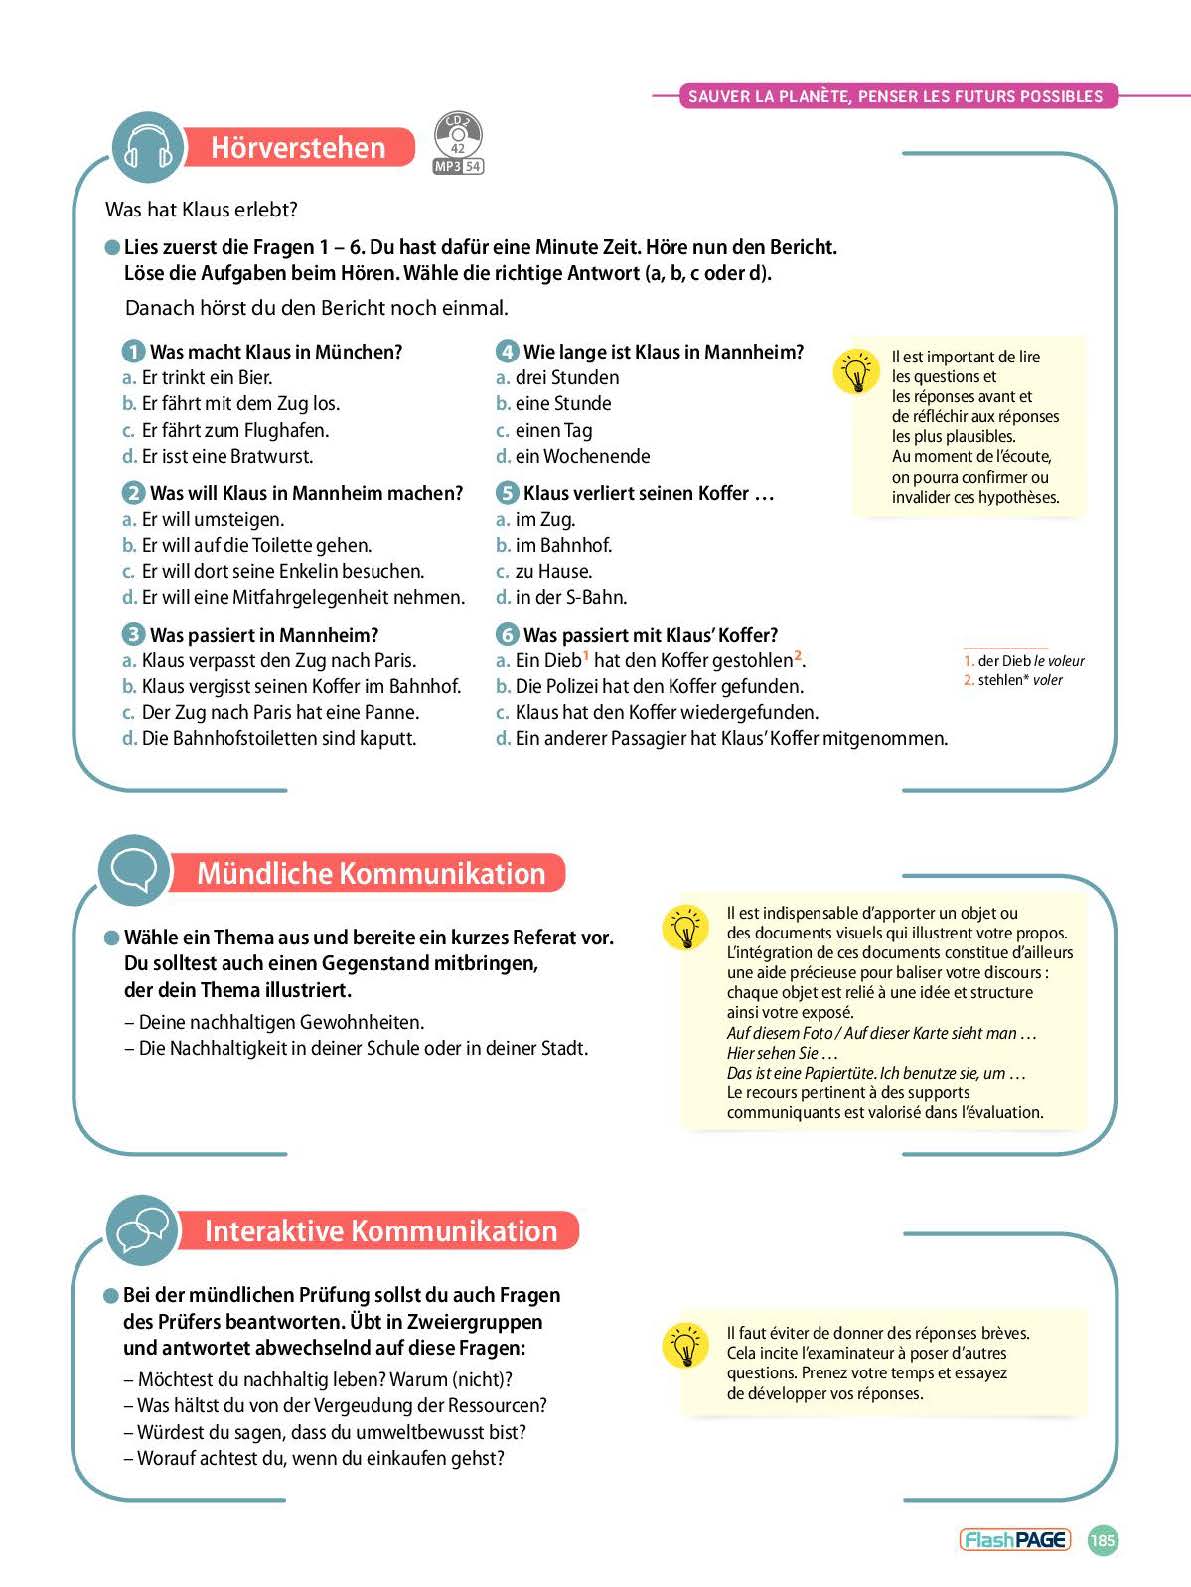 SAUVER LA PLANÈTE, PENSER LES FUTURS POSSIBLES
Hörverstehen
CD 2
42
MP3 54
Was hat Klaus erlebt?
Lies zuerst die Fragen 1 – 6. Du hast dafür eine Minute Zeit. Höre nun den Bericht.
Löse die Aufgaben beim Hören. Wähle die richtige Antwort (a, b, c oder d).
Danach hörst du den Bericht noch einmal.
1 Was macht Klaus in München?
a. Er trinkt ein Bier.
b. Er fährt mit dem Zug los.
c. Er fährt zum Flughafen.
d. Er isst eine Bratwurst.
2 Was will Klaus in Mannheim machen?
a. Er will umsteigen.
b. Er will auf die Toilette gehen.
c. Er will dort seine Enkelin besuchen.
d. Er will eine Mitfahrgelegenheit nehmen.
3 Was passiert in Mannheim?
a. Klaus verpasst den Zug nach Paris.
b. Klaus vergisst seinen Koffer im Bahnhof.
c. Der Zug nach Paris hat eine Panne.
d. Die Bahnhofstoiletten sind kaputt.
4 Wie lange ist Klaus in Mannheim?
a. drei Stunden
b. eine Stunde
c. einen Tag
d. ein Wochenende
5 Klaus verliert seinen Koffer …
a. im Zug.
b. im Bahnhof.
c. zu Hause.
d. in der S-Bahn.
6 Was passiert mit Klaus’ Koffer?
a. Ein Dieb1 hat den Koffer gestohlen2.
b. Die Polizei hat den Koffer gefunden.
c. Klaus hat den Koffer wiedergefunden.
d. Ein anderer Passagier hat Klaus’ Koffer mitgenommen.
Il est important de lire
les questions et
les réponses avant et
de réfléchir aux réponses
les plus plausibles.
Au moment de l’écoute,
on pourra confirmer ou
invalider ces hypothèses.
1. der Dieb le voleur
2. stehlen* voler
Mündliche Kommunikation
Wähle ein Thema aus und bereite ein kurzes Referat vor.
Du solltest auch einen Gegenstand mitbringen,
der dein Thema illustriert.
– Deine nachhaltigen Gewohnheiten.
– Die Nachhaltigkeit in deiner Schule oder in deiner Stadt.
Il est indispensable d’apporter un objet ou
des documents visuels qui illustrent votre propos.
L’intégration de ces documents constitue d’ailleurs
une aide précieuse pour baliser votre discours :
chaque objet est relié à une idée et structure
ainsi votre exposé.
Auf diesem Foto / Auf dieser Karte sieht man …
Hier sehen Sie …
Das ist eine Papiertüte. Ich benutze sie, um …
Le recours pertinent à des supports
communiquants est valorisé dans l’évaluation.
Interaktive Kommunikation
Bei der mündlichen Prüfung sollst du auch Fragen
des Prüfers beantworten. Übt in Zweiergruppen
und antwortet abwechselnd auf diese Fragen:
– Möchtest du nachhaltig leben? Warum (nicht)?
– Was hältst du von der Vergeudung der Ressourcen?
– Würdest du sagen, dass du umweltbewusst bist?
– Worauf achtest du, wenn du einkaufen gehst?
Il faut éviter de donner des réponses brèves.
Cela incite l’examinateur à poser d’autres
questions. Prenez votre temps et essayez
de développer vos réponses.
FlashPAGE
185